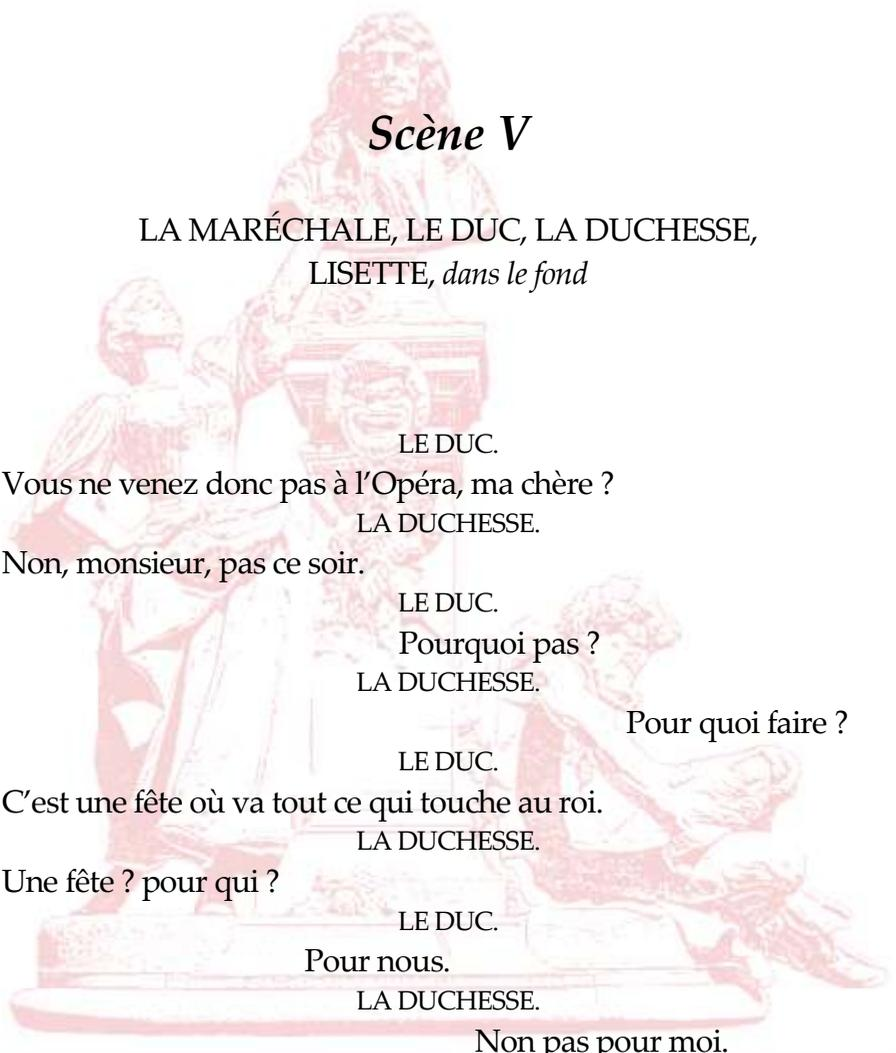 Scène V
LA MARÉCHALE, LE DUC, LA DUCHESSE,
LISETTE, dans le fond
LE DUC.
Vous ne venez donc pas à l’Opéra, ma chère ?
LA DUCHESSE.
Non, monsieur, pas ce soir.
LE DUC.
Pourquoi pas ?
LA DUCHESSE.
Pour quoi faire ?
LE DUC.
C’est une fête où va tout ce qui touche au roi.
LA DUCHESSE.
Une fête ? pour qui ?
LE DUC.
Pour nous.
LA DUCHESSE.
Non pas pour moi.